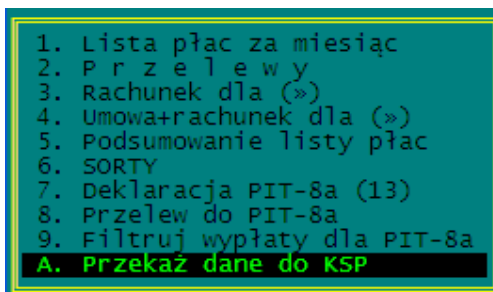 1. Lista płac za miesiąc
2. P r z e l e w y
3. Rachunek dla (»)
4. Umowa+rachunek dla (»)
5. Podsumowanie listy płac
6. SORTY
7. Deklaracja PIT-8a (13)
8. Przelew do PIT-8a
9. Filtruj wypłaty dla PIT-8a
A. Przekaż dane do KSP